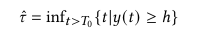 τ̂ = inf_{t>T_0}{t|y(t) ≥ h}